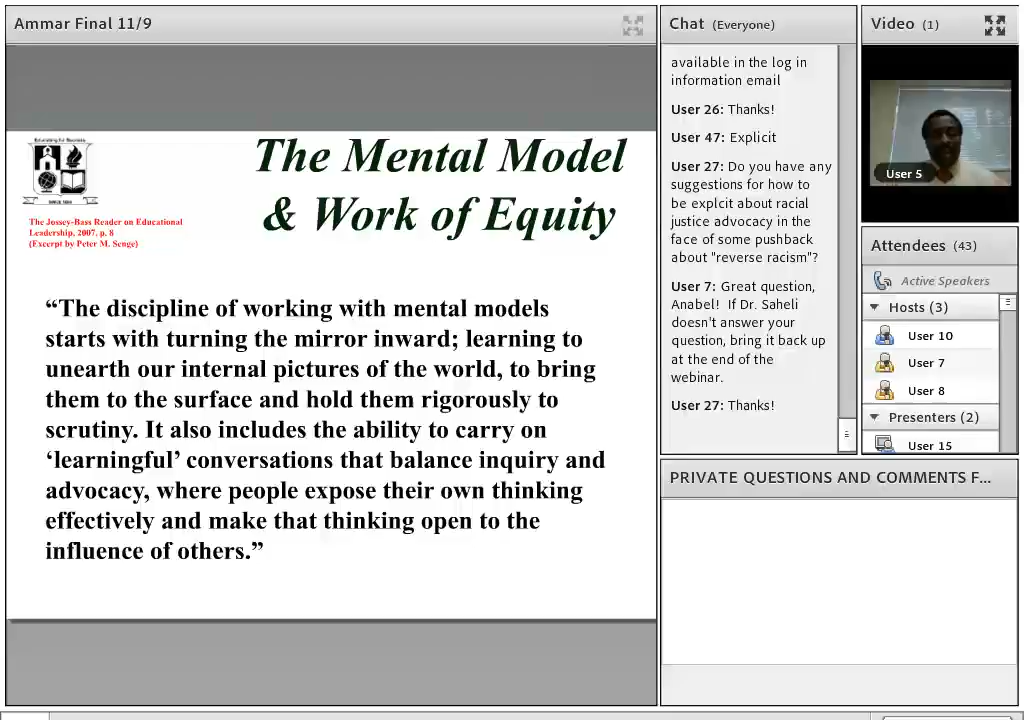 Ammar Final 11/9
The Mental Model
& Work of Equity
SINCE 1894
The Jossey-Bass Reader on Educational
Leadership, 2007, p. 8
(Excerpt by Peter M. Senge)
“The discipline of working with mental models
starts with turning the mirror inward; learning to
unearth our internal pictures of the world, to bring
them to the surface and hold them rigorously to
scrutiny. It also includes the ability to carry on
‘learningful’ conversations that balance inquiry and
advocacy, where people expose their own thinking
effectively and make that thinking open to the
influence of others.”
Chat (Everyone)
available in the log in
information email
User 26: Thanks!
User 47: Explicit
User 27: Do you have any
suggestions for how to
be explcit about racial
justice advocacy in the
face of some pushback
about "reverse racism"?
User 7: Great question,
Anabel! If Dr. Saheli
doesn't answer your
question, bring it back up
at the end of the
webinar.
User 27: Thanks!
Video (1)
User 5
Attendees (43)
Active Speakers
Hosts (3)
User 10
User 7
User 8
Presenters (2)
User 15
PRIVATE QUESTIONS AND COMMENTS F...